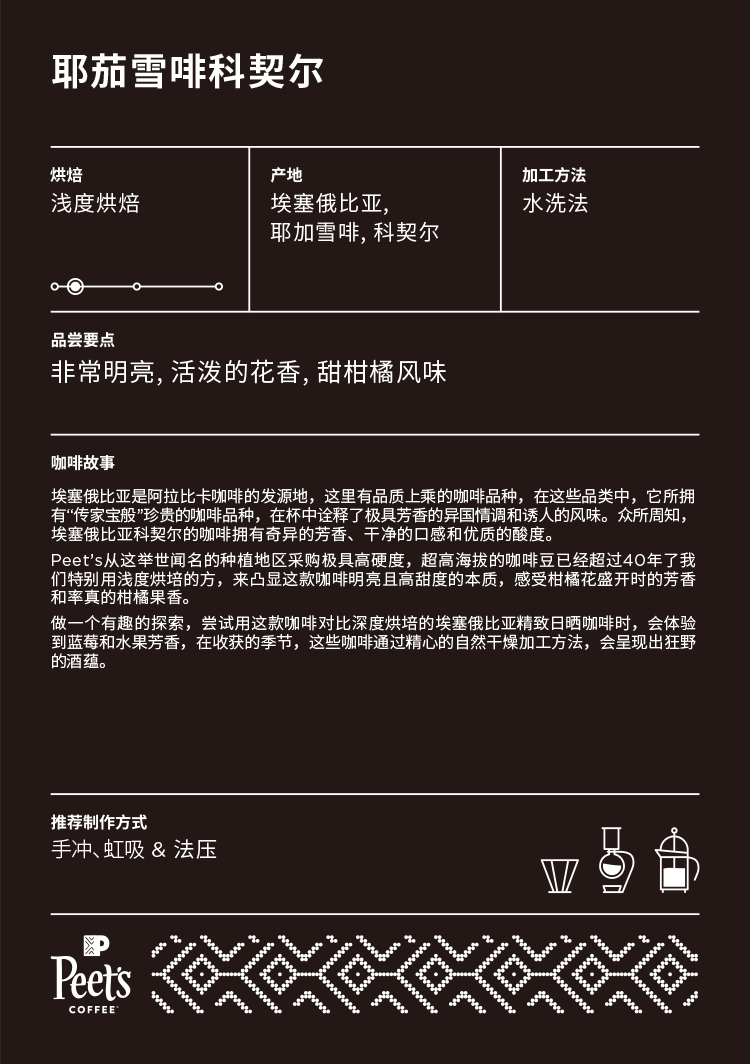 耶茄雪啡科契尔
烘焙
浅度烘焙
产地
埃塞俄比亚,
耶加雪啡, 科契尔
加工方法
水洗法
品尝要点
非常明亮, 活泼的花香, 甜柑橘风味
咖啡故事
埃塞俄比亚是阿拉比卡咖啡的发源地，这里有品质上乘的咖啡品种，在这些品类中，它所拥
有“传家宝般”珍贵的咖啡品种，在杯中诠释了极具芳香的异国情调和诱人的风味。众所周知，
埃塞俄比亚科契尔的咖啡拥有奇异的芳香、干净的口感和优质的酸度。
Peet’s从这举世闻名的种植地区采购极具高硬度，超高海拔的咖啡豆已经超过40年了我
们特别用浅度烘焙的方，来凸显这款咖啡明亮且高甜度的本质，感受柑橘花盛开时的芳香
和率真的柑橘果香。
做一个有趣的探索，尝试用这款咖啡对比深度烘焙的埃塞俄比亚精致日晒咖啡时，会体验
到蓝莓和水果芳香，在收获的季节，这些咖啡通过精心的自然干燥加工方法，会呈现出狂野
的酒蕴。
推荐制作方式
手冲、虹吸 & 法压
P
Peet's
COFFEE